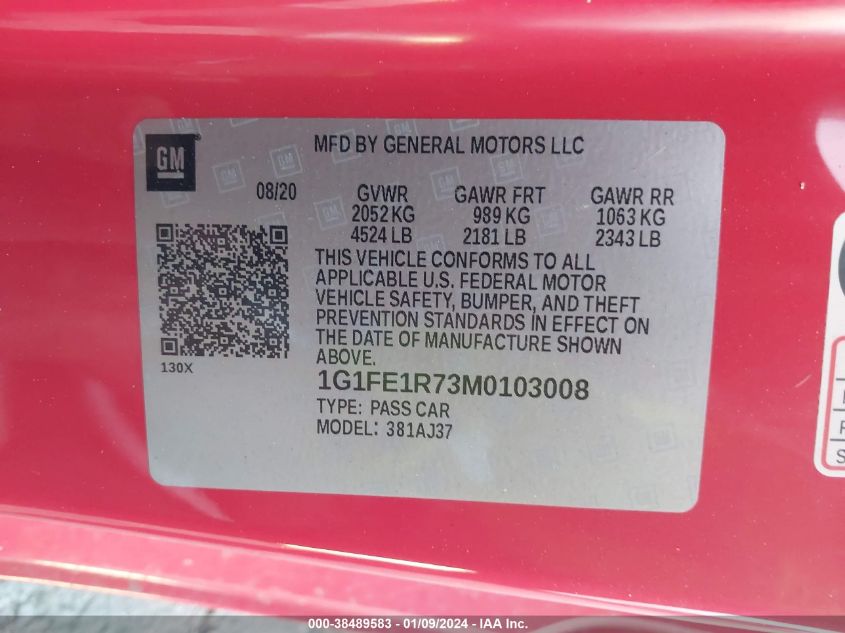 GM
MFD BY GENERAL MOTORS LLC
08/20 GVWR GAWR FRT GAWR RR
2052 KG 989 KG 1063 KG
4524 LB 2181 LB 2343 LB
THIS VEHICLE CONFORMS TO ALL
APPLICABLE U.S. FEDERAL MOTOR
VEHICLE SAFETY, BUMPER, AND THEFT
PREVENTION STANDARDS IN EFFECT ON
THE DATE OF MANUFACTURE SHOWN
ABOVE.
130X
1G1FE1R73M0103008
TYPE: PASS CAR
MODEL: 381AJ37
000-38489583 - 01/09/2024 - IAA Inc.